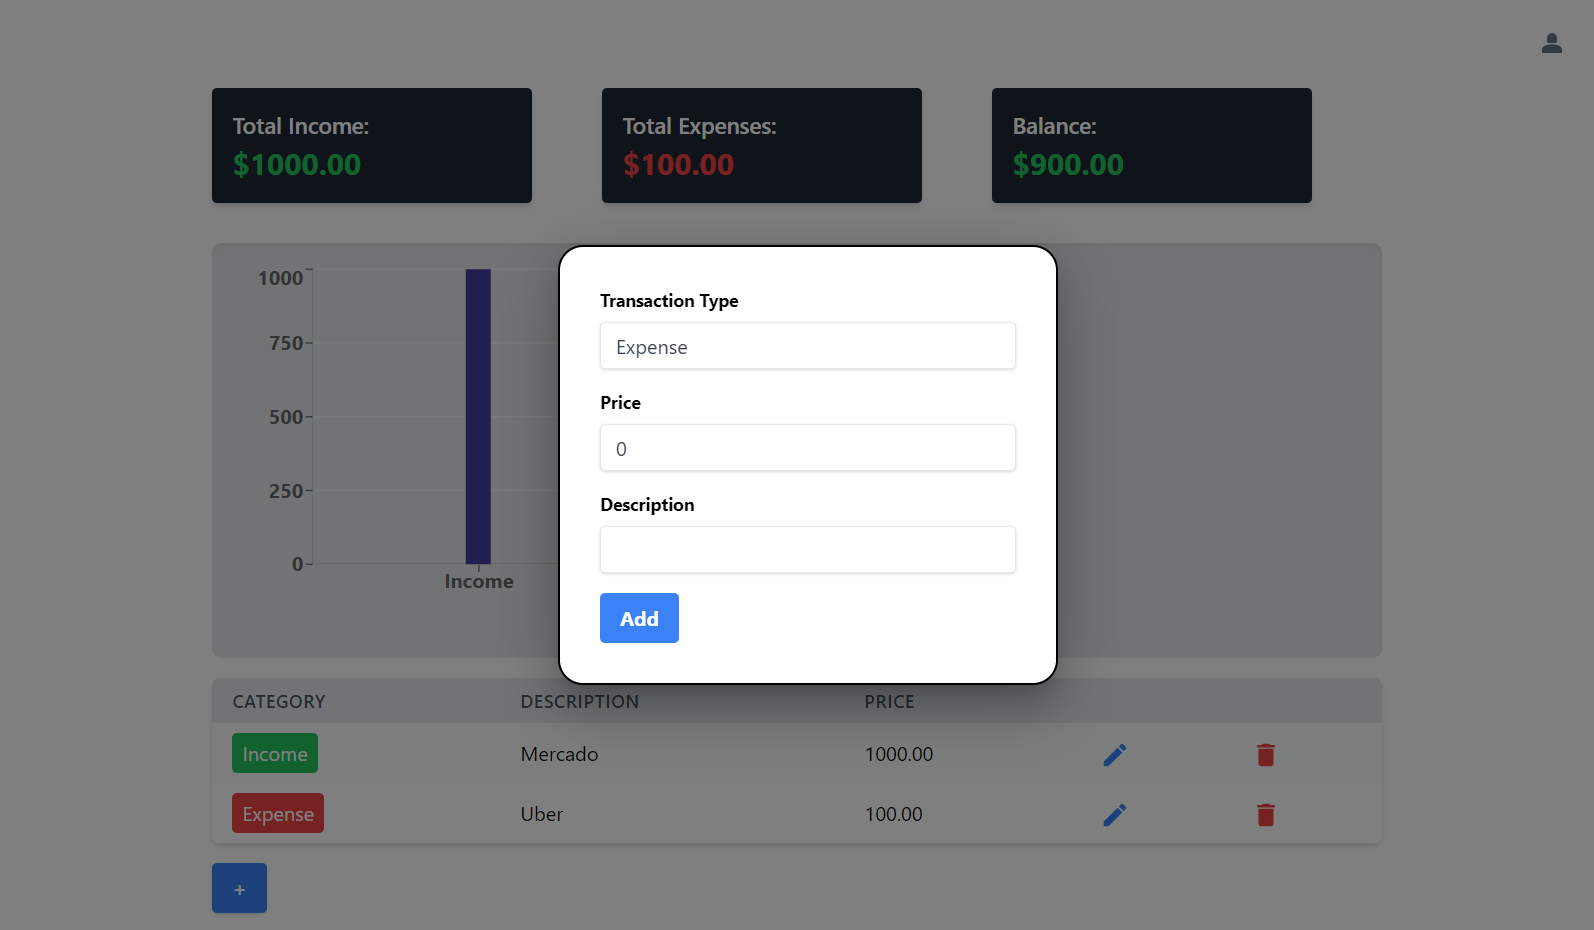 Total Income:
$1000.00
Total Expenses:
$100.00
Balance:
$900.00
1000
750
500
250
0
Income
Transaction Type
Expense
Price
0
Description
Add
CATEGORY DESCRIPTION PRICE
Income Mercado 1000.00
Expense Uber 100.00
+